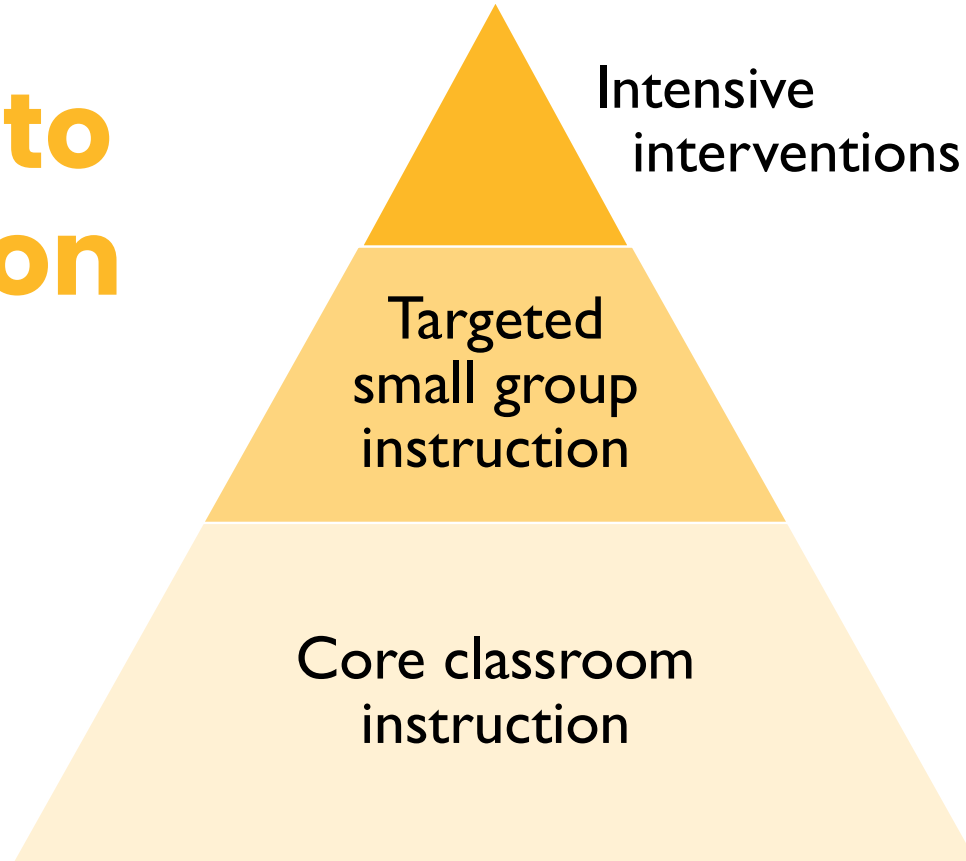 to
on
Intensive
interventions
Targeted
small group
instruction
Core classroom
instruction